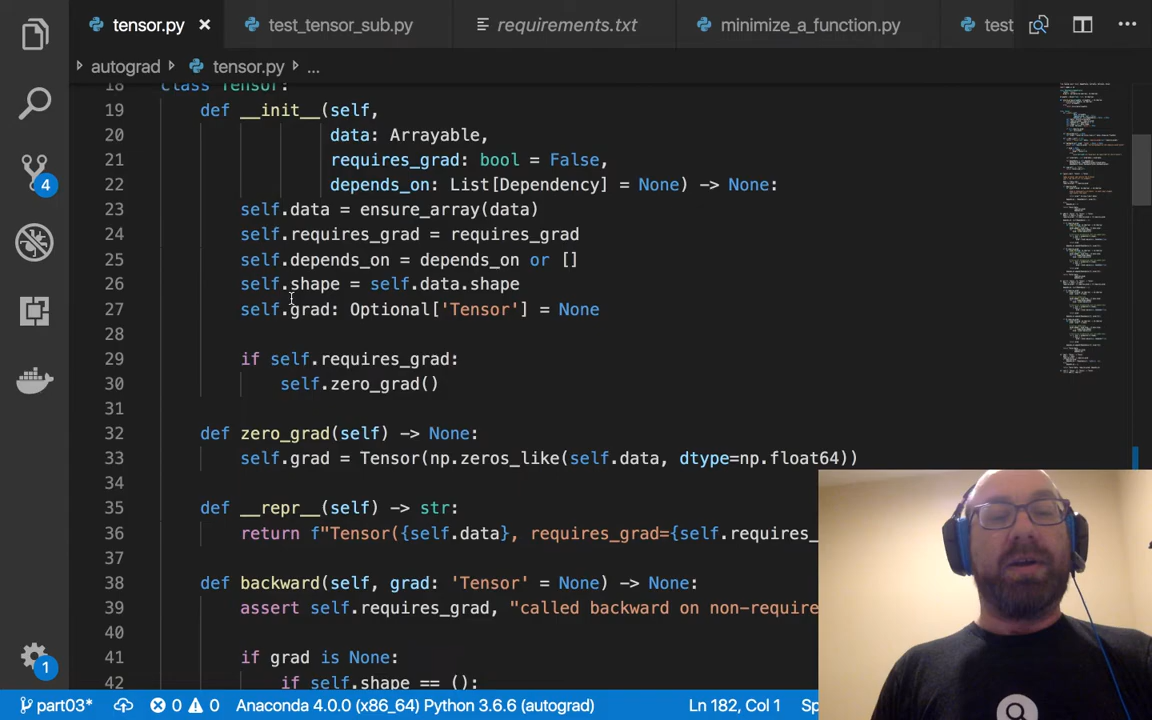 tensor.py
test_tensor_sub.py
requirements.txt
minimize_a_function.py
test
autograd
tensor.py
...
18 class Tensor:
19 def __init__(self,
20 data: Arrayable,
21 requires_grad: bool = False,
22 depends_on: List[Dependency] = None) -> None:
23 self.data = ensure_array(data)
24 self.requires_grad = requires_grad
25 self.depends_on = depends_on or []
26 self.shape = self.data.shape
27 self.grad: Optional['Tensor'] = None
28
29 if self.requires_grad:
30 self.zero_grad()
31
32 def zero_grad(self) -> None:
33 self.grad = Tensor(np.zeros_like(self.data, dtype=np.float64))
34
35 def __repr__(self) -> str:
36 return f"Tensor({self.data}, requires_grad={self.requires_
37
38 def backward(self, grad: 'Tensor' = None) -> None:
39 assert self.requires_grad, "called backward on non-require
40
41 if grad is None:
42 if self.shape == ():
4
1
part03*
0
0
Anaconda 4.0.0 (x86_64) Python 3.6.6 (autograd)
Ln 182, Col 1
Sp